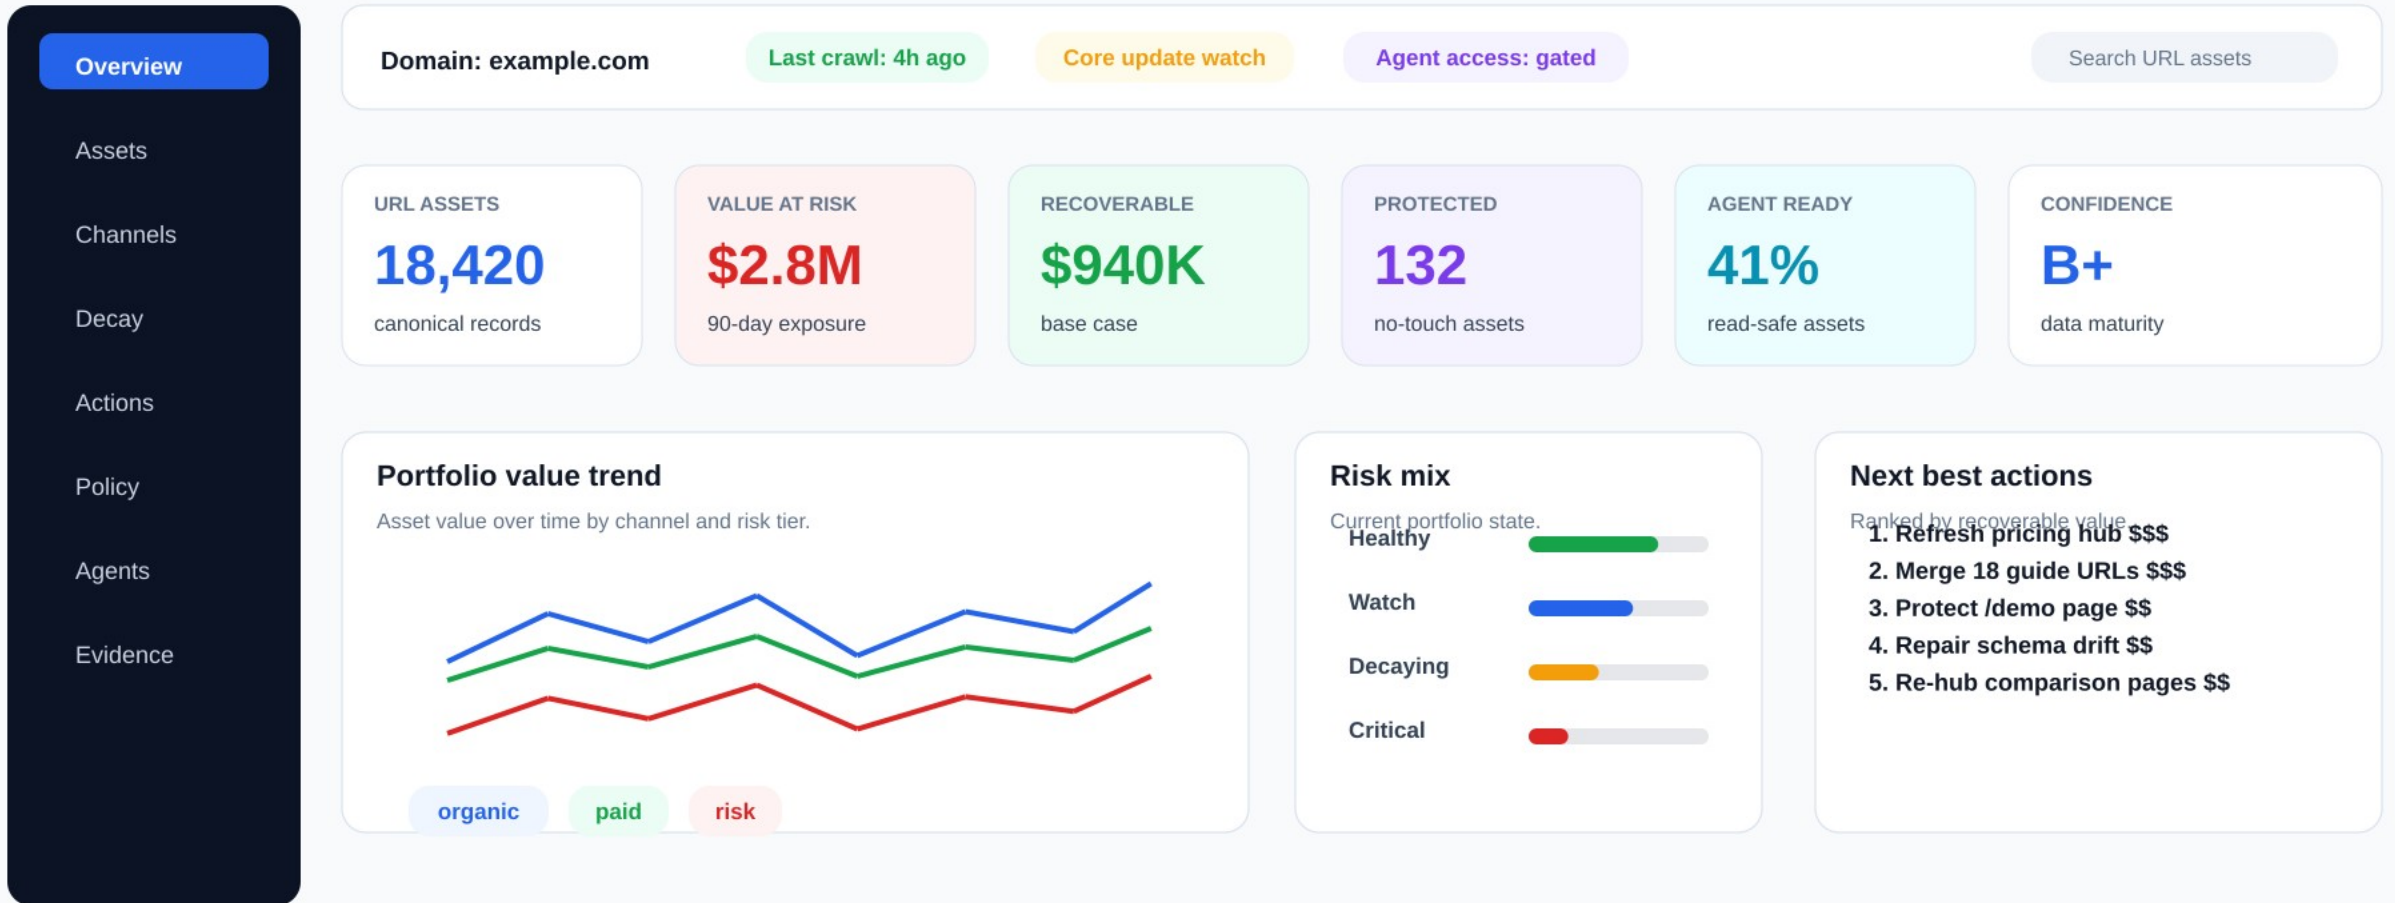 Overview
Assets
Channels
Decay
Actions
Policy
Agents
Evidence
Domain: example.com
Last crawl: 4h ago
Core update watch
Agent access: gated
Search URL assets
URL ASSETS
18,420
canonical records
VALUE AT RISK
$2.8M
90-day exposure
RECOVERABLE
$940K
base case
PROTECTED
132
no-touch assets
AGENT READY
41%
read-safe assets
CONFIDENCE
B+
data maturity
Portfolio value trend
Asset value over time by channel and risk tier.
organic
paid
risk
Risk mix
Current portfolio state.
Healthy
Watch
Decaying
Critical
Next best actions
Ranked by recoverable value.
1. Refresh pricing hub $$$
2. Merge 18 guide URLs $$$
3. Protect /demo page $$
4. Repair schema drift $$
5. Re-hub comparison pages $$